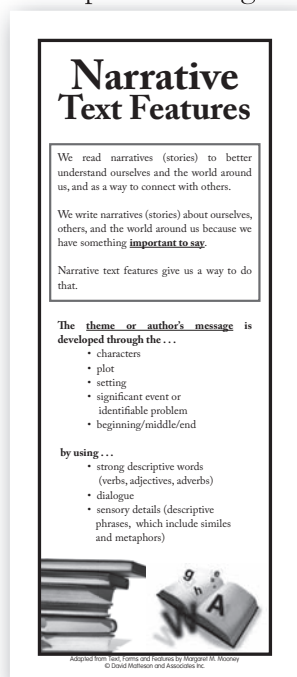 Narrative
Text Features
We read narratives (stories) to better
understand ourselves and the world around
us, and as a way to connect with others.
We write narratives (stories) about ourselves,
others, and the world around us because we
have something important to say.
Narrative text features give us a way to do
that.
The theme or author's message is
developed through the . . .
• characters
• plot
• setting
• significant event or
identifiable problem
• beginning/middle/end
by using . . .
• strong descriptive words
(verbs, adjectives, adverbs)
• dialogue
• sensory details (descriptive
phrases, which include similes
and metaphors)
g
h
e
W
A
Adapted from Text, Forms and Features by Margaret M. Mooney
© David Matteson and Associates Inc.